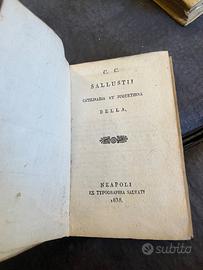 C. C.
SALLUSTII
CATILINARIA ET JUGURTHINA
BELLA.
NEAPOLI
EX TYPOGRAPHIA SALVATI
1838.
subito